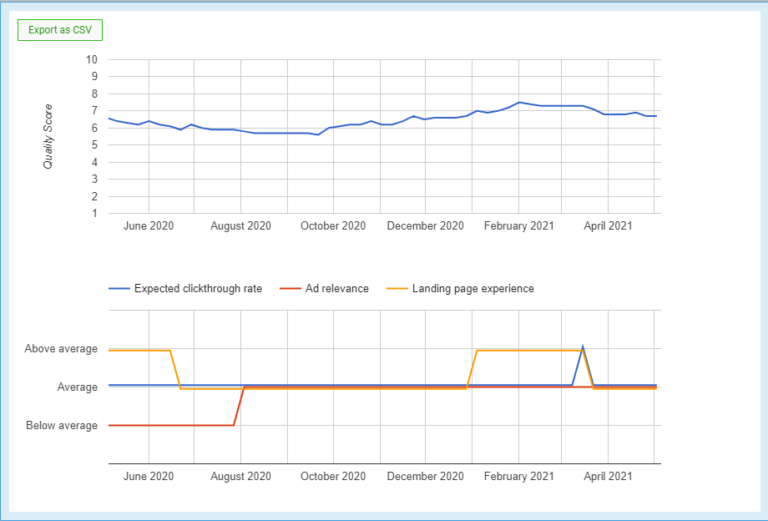 Export as CSV
10
9
8
7
6
5
4
3
2
1
Quality Score
June 2020 August 2020 October 2020 December 2020 February 2021 April 2021
Expected clickthrough rate Ad relevance Landing page experience
Above average
Average
Below average
June 2020 August 2020 October 2020 December 2020 February 2021 April 2021